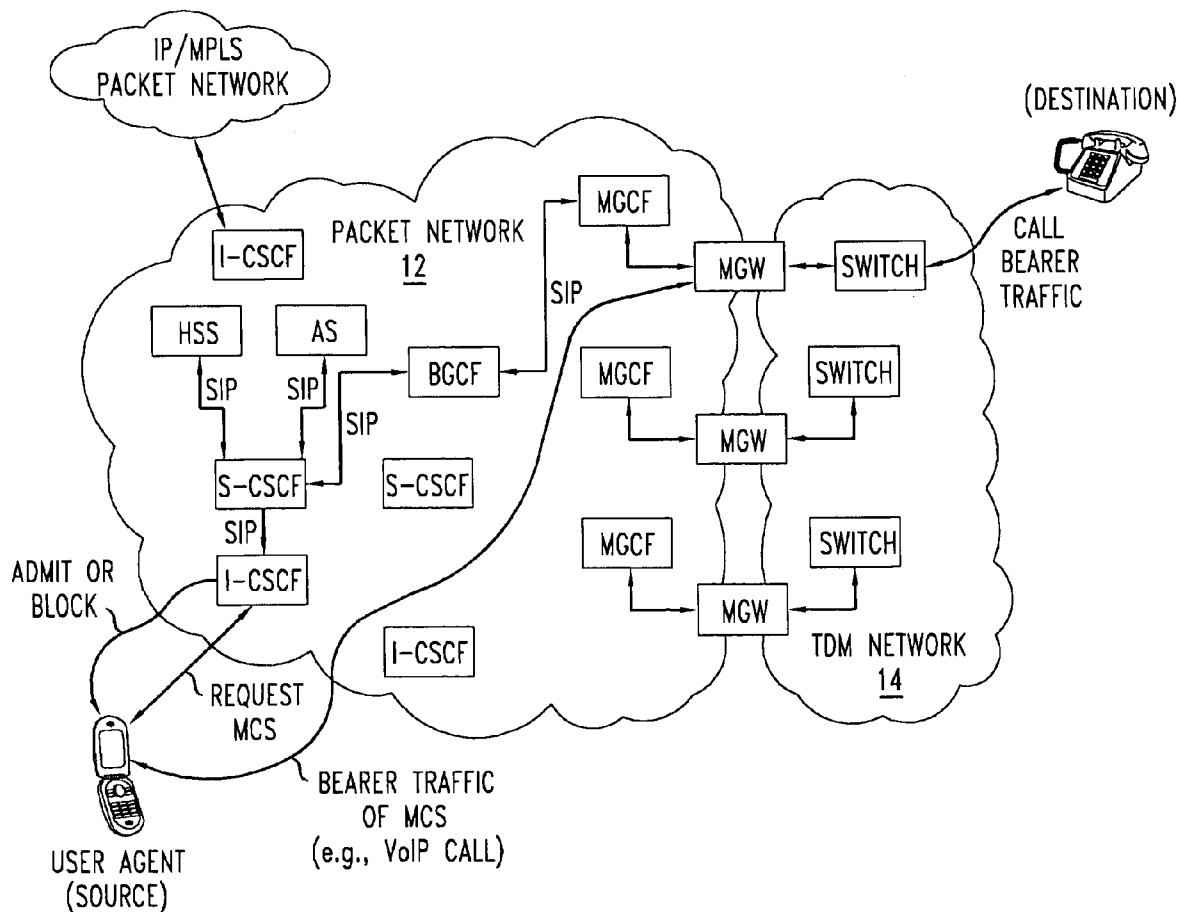 IP/MPLS
PACKET NETWORK
(DESTINATION)
MGCF
PACKET NETWORK
12
I-CSCF
CALL
BEARER
TRAFFIC
MGW
SWITCH
SIP
HSS
AS
BGCF
MGCF
SWITCH
SIP
SIP
SIP
MGW
S-CSCF
S-CSCF
SIP
MGCF
SWITCH
ADMIT OR
BLOCK
I-CSCF
MGW
I-CSCF
TDM NETWORK
14
REQUEST
MCS
BEARER TRAFFIC
OF MCS
(e.g., VoIP CALL)
USER AGENT
(SOURCE)